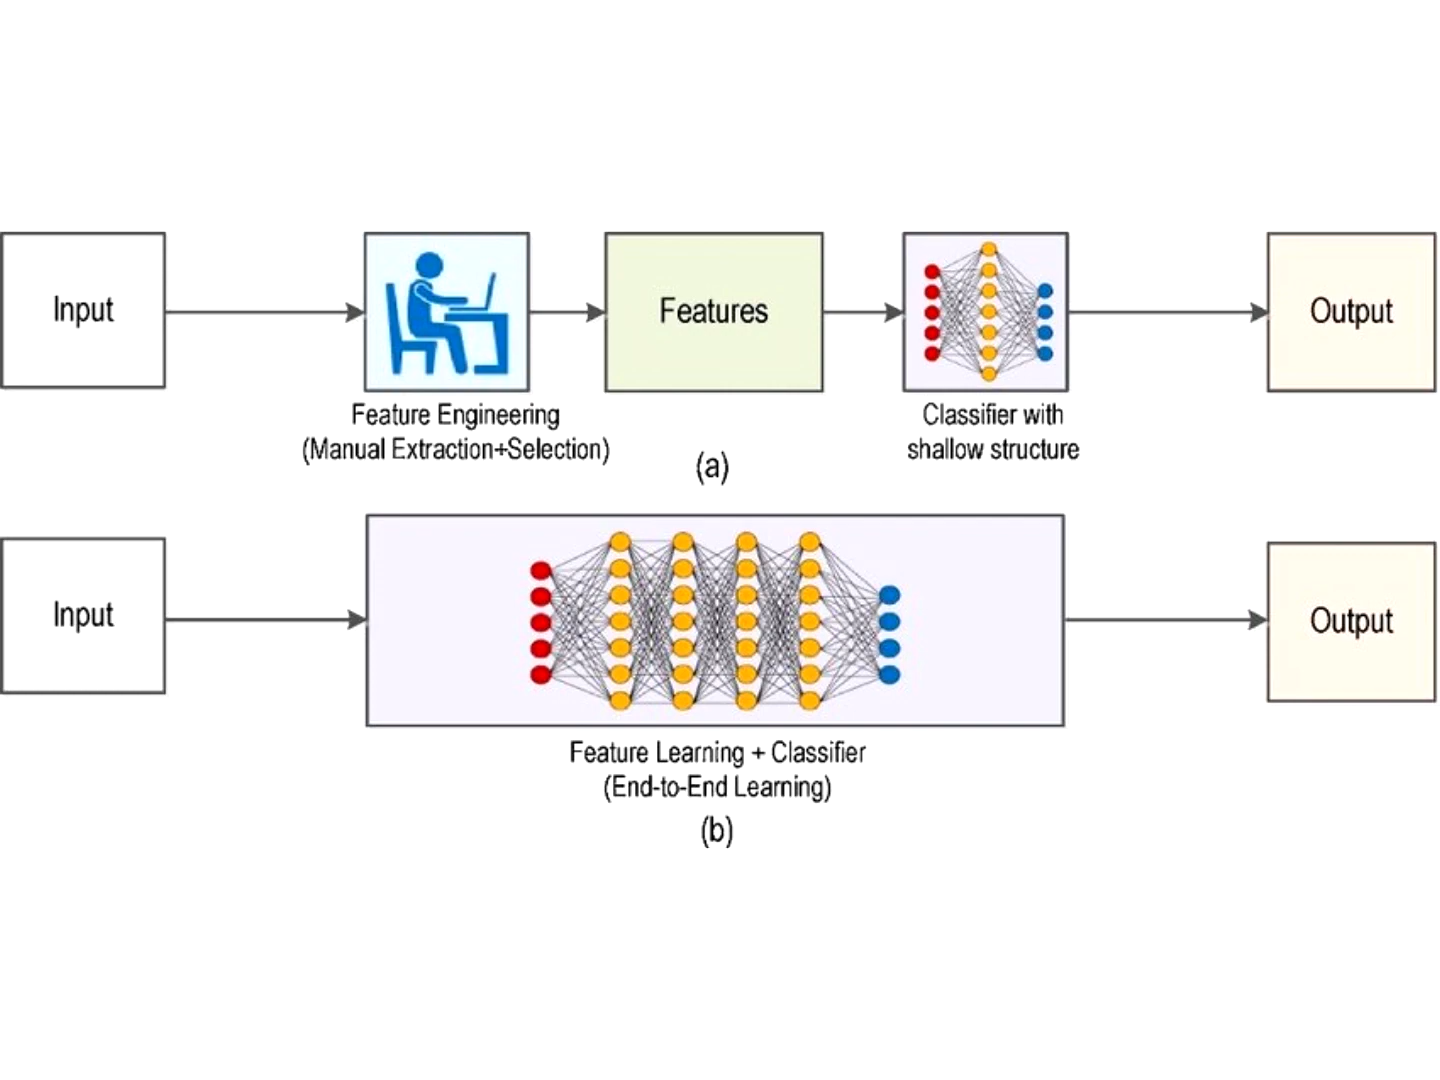 Input
Features
Output
Feature Engineering
(Manual Extraction+Selection)
Classifier with
shallow structure
(a)
Input
Output
Feature Learning + Classifier
(End-to-End Learning)
(b)